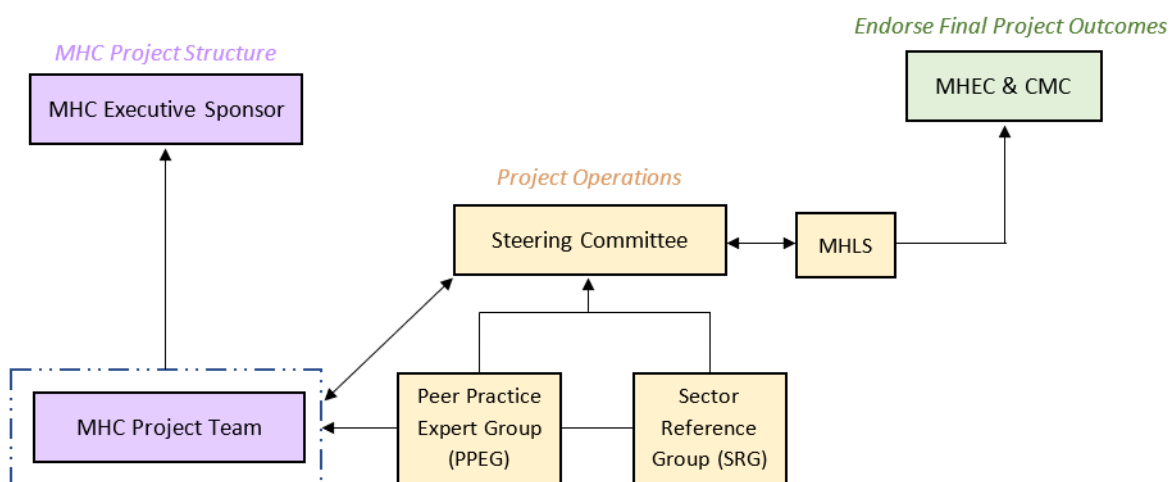 Endorse Final Project Outcomes
MHC Project Structure
MHEC & CMC
MHC Executive Sponsor
Project Operations
Steering Committee
MHLS
Peer Practice
Expert Group
(PPEG)
Sector
Reference
Group (SRG)
MHC Project Team